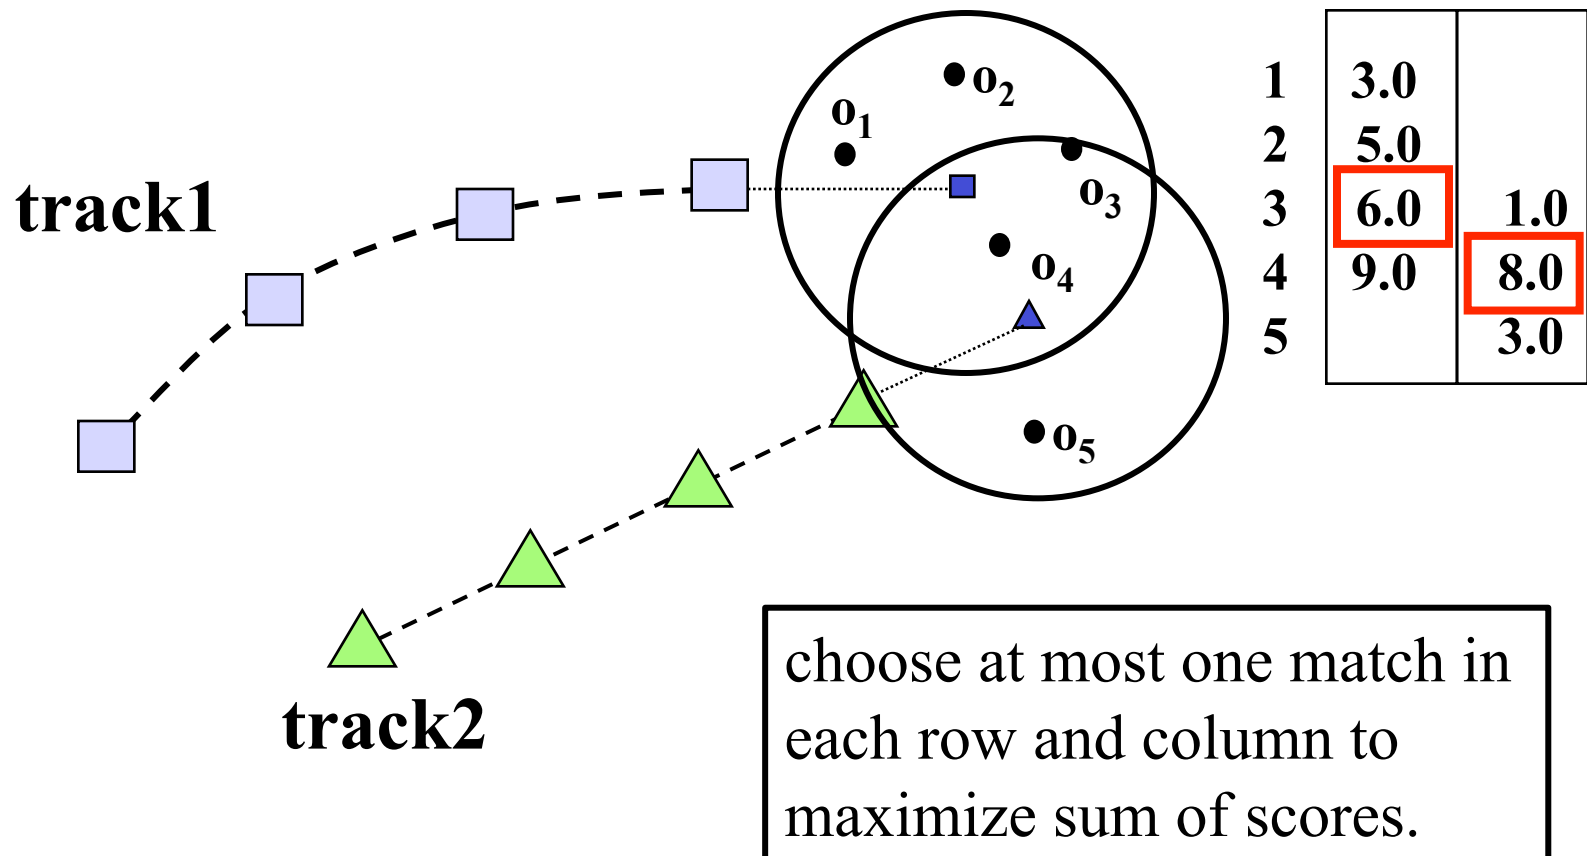 o2
o1
track1
o3
o4
o5
track2
1 3.0
2 5.0
3 6.0 1.0
4 9.0 8.0
5 3.0
choose at most one match in
each row and column to
maximize sum of scores.